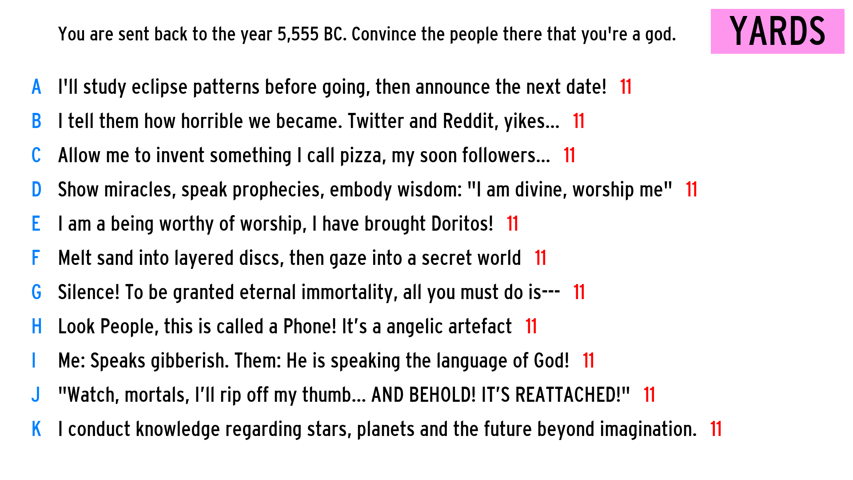 You are sent back to the year 5,555 BC. Convince the people there that you're a god.
YARDS
A I'll study eclipse patterns before going, then announce the next date! 11
B I tell them how horrible we became. Twitter and Reddit, yikes... 11
C Allow me to invent something I call pizza, my soon followers... 11
D Show miracles, speak prophecies, embody wisdom: "I am divine, worship me" 11
E I am a being worthy of worship, I have brought Doritos! 11
F Melt sand into layered discs, then gaze into a secret world 11
G Silence! To be granted eternal immortality, all you must do is--- 11
H Look People, this is called a Phone! It’s a angelic artefact 11
I Me: Speaks gibberish. Them: He is speaking the language of God! 11
J "Watch, mortals, I’ll rip off my thumb... AND BEHOLD! IT’S REATTACHED!" 11
K I conduct knowledge regarding stars, planets and the future beyond imagination. 11